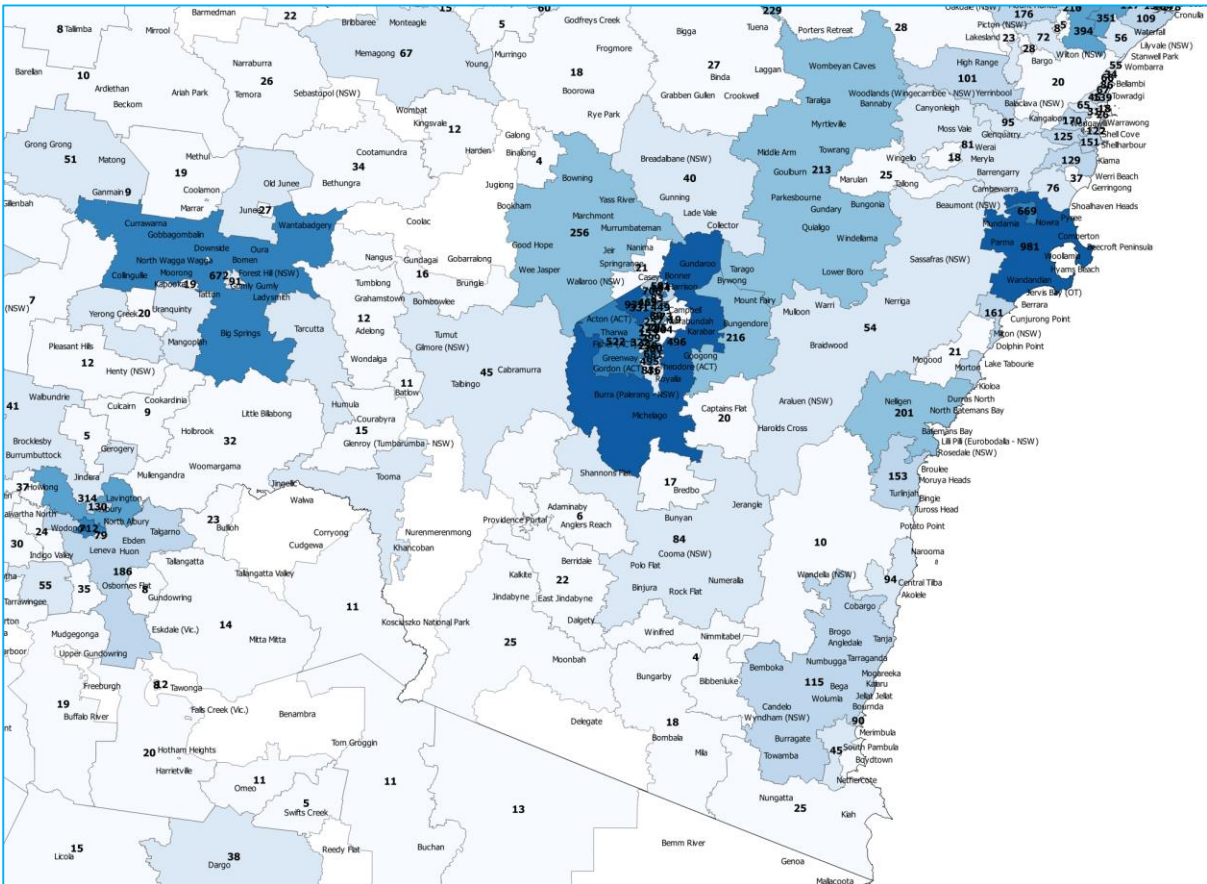 22
15
60
229
Barmedman
Bribbaree
Monteagle
Godfreys Creek
Tuena
Porters Retreat
28
176
351
109
Cronulla
8 Tallimba
Mirrool
5
Bigga
Picton (NSW)
Lakesland
23
72
394
56
Waterfall
Memagong
67
Murringo
Frogmore
27
28
Lilyvale (NSW)
Barellan
Narraburra
Young
18
Binda
Laggan
Wombeyan Caves
High Range
Bargo
Wilton (NSW)
Stanwell Park
10
26
Boorowa
Grabben Gullen
Crookwell
101
20
55
Wombarra
Ardlethan
Ariah Park
Temora
Sebastopol (NSW)
Woodlands (Wingecarribee - NSW)
Yerrinbool
Bellambi
Beckom
Wombat
Rye Park
Taralga
Bannaby
Balaclava (NSW)
65
Towradgi
Kingsvale
12
Canyonleigh
95
Kangaloon
170
Warrawong
Grong Grong
Cootamundra
Galong
Myrtleville
Moss Vale
Glenquarry
125
122
Shell Cove
51
Matong
Methul
34
Harden
Binalong
4
Breadalbane (NSW)
Middle Arm
Towrang
81
Werai
151
Shellharbour
19
Old Junee
Bethungra
Bowning
40
Goulburn
213
Wingello
18
Meryla
129
Kiama
Ganmain
9
Coolamon
Jugiong
Yass River
Gunning
Marulan
25
Tallong
Barrengarry
37
Werri Beach
Gillenbah
Marrar
Junee
27
Wantabadgery
Bookham
Marchmont
Lade Vale
Parkesbourne
Bungonia
Beaumont (NSW)
Cambewarra
76
Gerringong
Currawarna
Coolac
256
Murrumbateman
Collector
Gundary
669
Shoalhaven Heads
Gobbagombalin
Quialigo
Mundamia
Nowra
Pyree
Downside
Oura
Good Hope
Jeir
Nanima
Gundaroo
Windellama
Parma
981
Comberton
North Wagga Wagga
Bomen
Nangus
Gundagai
Gobarralong
Springrange
21
Beecroft Peninsula
Collingullie
Moorong
672
Forest Hill (NSW)
16
Wee Jasper
Casey
Bonner
Tarago
Lower Boro
Sassafras (NSW)
Woollamia
7
Kapooka
19
91
Gumly Gumly
Tumblong
Brungle
Wallaroo (NSW)
Harrison
Bywong
Wandandian
Hyams Beach
Tatton
Ladysmith
Grahamstown
Bombowlee
Mount Fairy
Jervis Bay (OT)
20
Uranquinty
12
Campbell
Warri
Nerriga
Berrara
Yerong Creek
Adelong
Acton (ACT)
Narrabundah
Mulloon
161
Cunjurong Point
Big Springs
Tarcutta
Tumut
Tharwa
Karabar
Bungendore
54
Milton (NSW)
Pleasant Hills
Mangoplah
Gilmore (NSW)
522
496
216
Braidwood
Dolphin Point
12
Henty (NSW)
Wondalga
Greenway
Googong
21
Lake Tabourie
11
45
Cabramurra
Gordon (ACT)
Theodore (ACT)
Mogood
Morton
Walbundrie
Cookardinia
Batlow
Talbingo
Royalla
Kioloa
41
Culcairn
9
Little Billabong
Humula
Courabyra
Burra (Palerang - NSW)
Captains Flat
Araluen (NSW)
Nelligen
Durras North
Brocklesby
5
Holbrook
32
15
Michelago
20
201
North Batemans Bay
Burrumbuttock
Gerogery
Glenroy (Tumbarumba - NSW)
Harolds Cross
Batemans Bay
Woomargama
Lilli Pilli (Eurobodalla - NSW)
Jindera
Mullengandra
Tooma
Shannons Flat
Rosedale (NSW)
37
Howlong
314
Lavington
Jingellic
17
153
Broulee
130
Albury
Walwa
Bredbo
Moruya Heads
712
North Albury
23
Adaminaby
Jerangle
Turlinjah
Bingie
24
Wodonga
79
Talgarno
Bulloh
Corryong
Nurenmerenmong
Providence Portal
6
Bunyan
Tuross Head
30
Ebden
Cudgewa
Anglers Reach
84
10
Potato Point
Indigo Valley
Leneva
Huon
Khancoban
Cooma (NSW)
Narooma
186
Tallangatta
Berridale
Polo Flat
Wandella (NSW)
94
Central Tilba
55
35
Osbornes Flat
Tallangatta Valley
Kalkite
22
Numeralla
Akolele
Tarrawingee
8
Gundowring
11
Jindabyne
East Jindabyne
Binjura
Rock Flat
Cobargo
Kosciuszko National Park
Dalgety
Mudgegonga
Eskdale (Vic.)
14
Winifred
Nimmitabel
Brogo
Tanja
Upper Gundowring
Mitta Mitta
25
Moonbah
4
Angledale
Bemboka
Numbugga
Tarraganda
Freeburgh
12
Tawonga
Bungarby
Bibbenluke
115
Bega
Mogareeka
19
Falls Creek (Vic.)
Wolumla
Kalaru
Buffalo River
Benambra
Delegate
18
Candelo
Jellat Jellat
Wyndham (NSW)
Bournda
20
Hotham Heights
Tom Groggin
Bombala
Mila
Burragate
90
Merimbula
Harrietville
45
South Pambula
11
11
Towamba
Boydtown
Omeo
13
Nethercote
5
Nungatta
Swifts Creek
25
Kiah
15
38
Reedy Flat
Buchan
Bemm River
Licola
Dargo
Genoa
Mallacoota